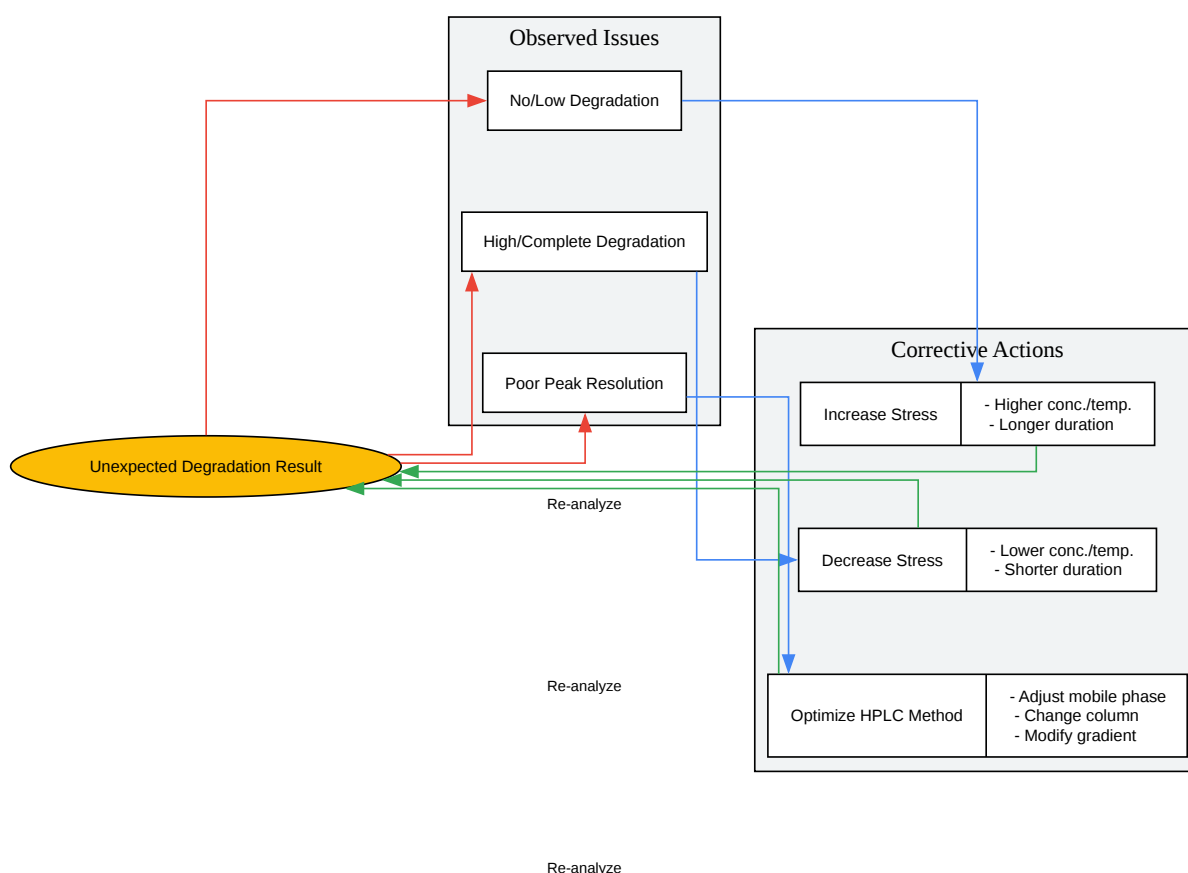 Observed Issues
No/Low Degradation
High/Complete Degradation
Poor Peak Resolution
Corrective Actions
Increase Stress
- Higher conc./temp.
- Longer duration
Unexpected Degradation Result
Re-analyze
Decrease Stress
- Lower conc./temp.
- Shorter duration
Re-analyze
Optimize HPLC Method
- Adjust mobile phase
- Change column
- Modify gradient
Re-analyze